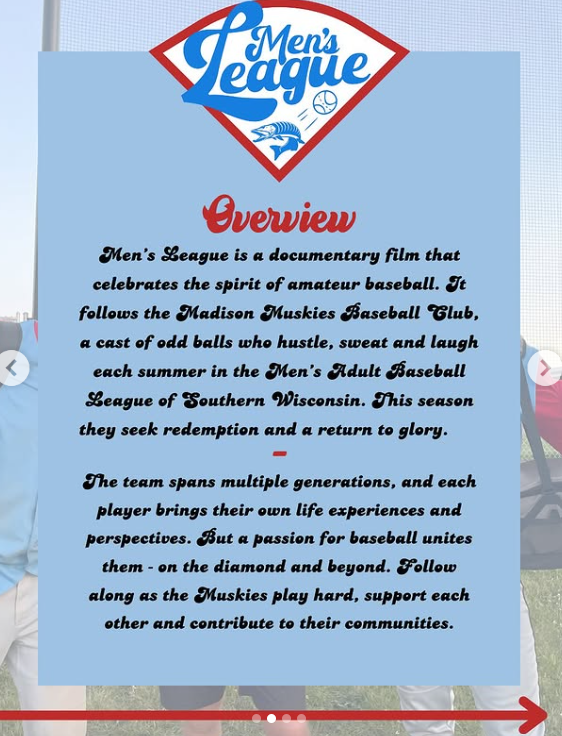 Men's
League
Overview
Men's League is a documentary film that
celebrates the spirit of amateur baseball. It
follows the Madison Muskies Baseball Club,
a cast of odd balls who hustle, sweat and laugh
each summer in the Men's Adult Baseball
League of Southern Wisconsin. This season
they seek redemption and a return to glory.
-
The team spans multiple generations, and each
player brings their own life experiences and
perspectives. But a passion for baseball unites
them - on the diamond and beyond. Follow
along as the Muskies play hard, support each
other and contribute to their communities.